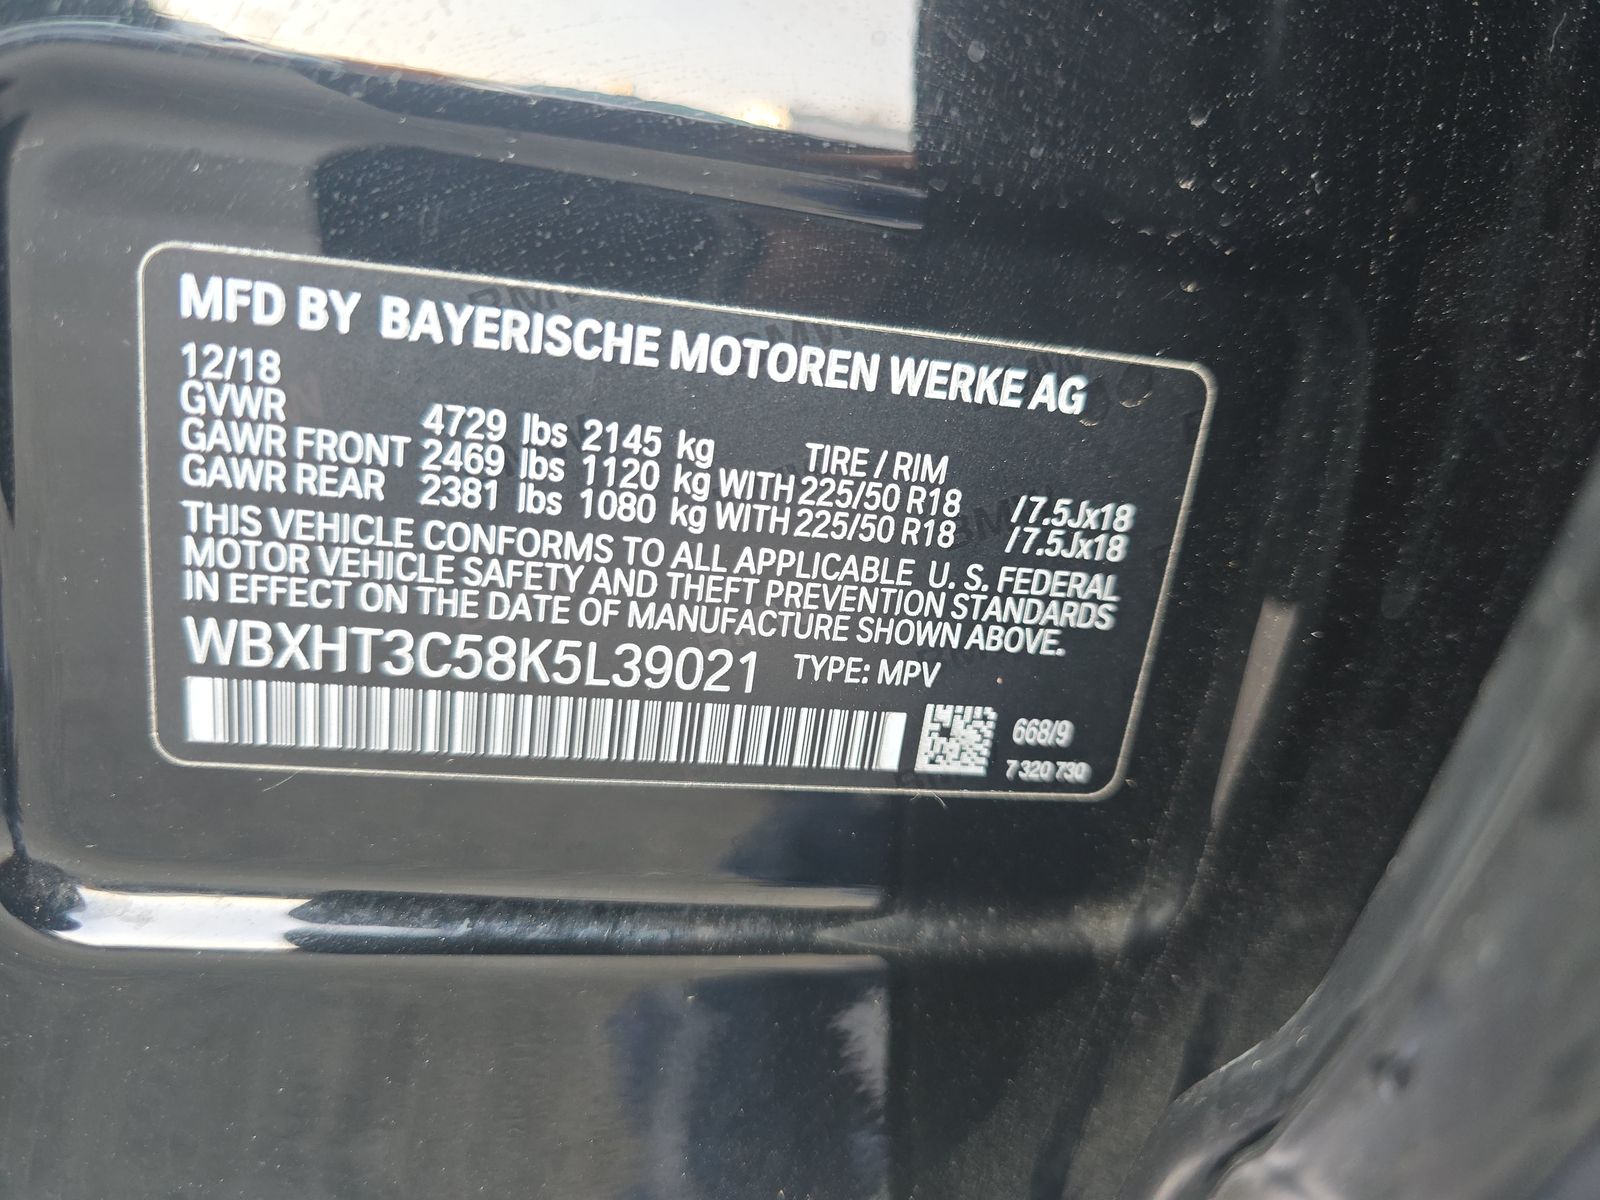 MFD BY BAYERISCHE MOTOREN WERKE AG
12/18
GVWR 4729 lbs 2145 kg TIRE / RIM
GAWR FRONT 2469 lbs 1120 kg WITH 225/50 R18 /7.5Jx18
GAWR REAR 2381 lbs 1080 kg WITH 225/50 R18 /7.5Jx18
THIS VEHICLE CONFORMS TO ALL APPLICABLE U. S. FEDERAL
MOTOR VEHICLE SAFETY AND THEFT PREVENTION STANDARDS
IN EFFECT ON THE DATE OF MANUFACTURE SHOWN ABOVE.
WBXHT3C58K5L39021 TYPE: MPV
668/9
7 320 730